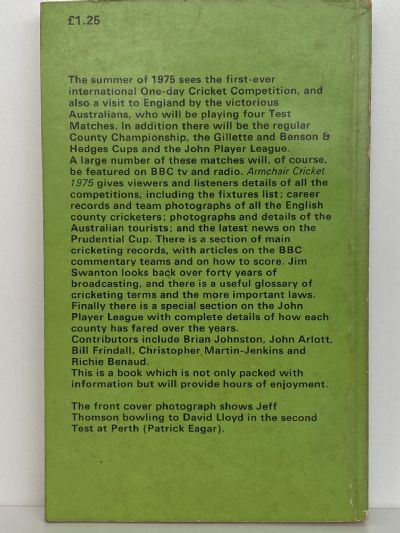 £1.25
The summer of 1975 sees the first-ever
international One-day Cricket Competition, and
also a visit to England by the victorious
Australians, who will be playing four Test
Matches. In addition there will be the regular
County Championship, the Gillette and Benson &
Hedges Cups and the John Player League.
A large number of these matches will, of course,
be featured on BBC tv and radio. Armchair Cricket
1975 gives viewers and listeners details of all the
competitions, including the fixtures list; career
records and team photographs of all the English
county cricketers; photographs and details of the
Australian tourists; and the latest news on the
Prudential Cup. There is a section of main
cricketing records, with articles on the BBC
commentary teams and on how to score. Jim
Swanton looks back over forty years of
broadcasting, and there is a useful glossary of
cricketing terms and the more important laws.
Finally there is a special section on the John
Player League with complete details of how each
county has fared over the years.
Contributors include Brian Johnston, John Arlott,
Bill Frindall, Christopher Martin-Jenkins and
Richie Benaud.
This is a book which is not only packed with
information but will provide hours of enjoyment.
The front cover photograph shows Jeff
Thomson bowling to David Lloyd in the second
Test at Perth (Patrick Eagar).